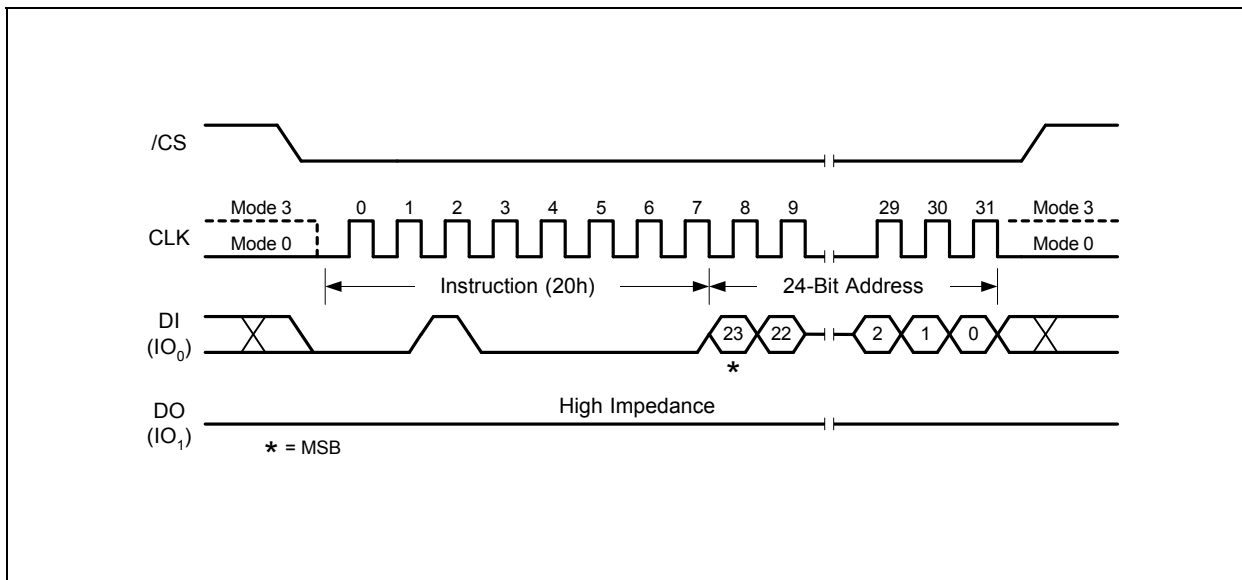 /CS
Mode 3
0 1 2 3 4 5 6 7 8 9 29 30 31
Mode 3
CLK
Mode 0
Mode 0
Instruction (20h)
24-Bit Address
DI
(IO0)
23 22 2 1 0
*
DO
(IO1)
High Impedance
* = MSB